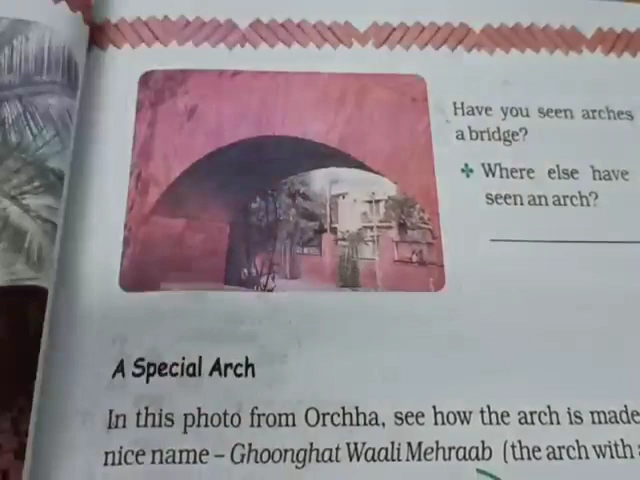 Have you seen arches
a bridge?
✤ Where else have
seen an arch?
A Special Arch
In this photo from Orchha, see how the arch is made
nice name – Ghoonghat Waali Mehraab (the arch with